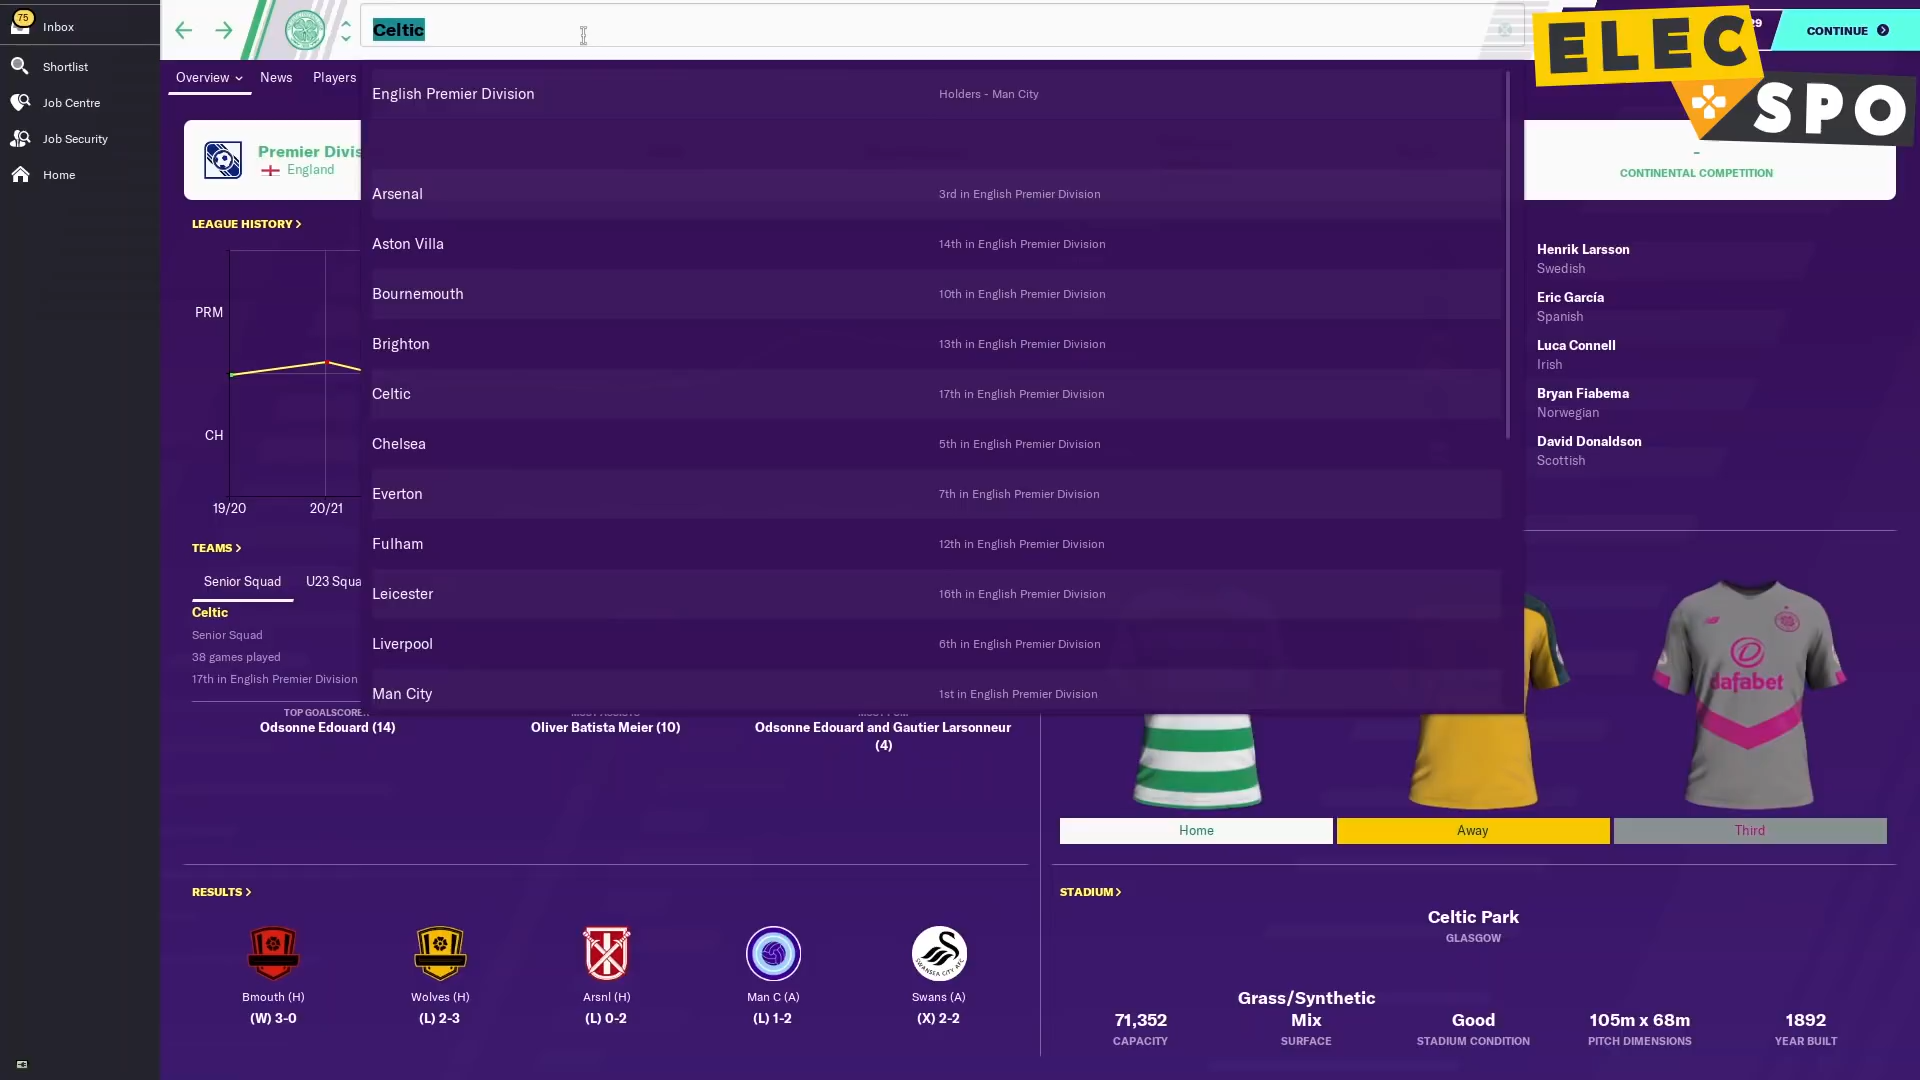 75
Inbox
Shortlist
Job Centre
Job Security
Home
Celtic
29
CONTINUE
ELEC
SPO
Overview
News
Players
English Premier Division
Holders - Man City
Premier Divis
England
-
CONTINENTAL COMPETITION
Arsenal
3rd in English Premier Division
Aston Villa
14th in English Premier Division
Bournemouth
10th in English Premier Division
Brighton
13th in English Premier Division
Celtic
17th in English Premier Division
Chelsea
5th in English Premier Division
Everton
7th in English Premier Division
Fulham
12th in English Premier Division
Leicester
16th in English Premier Division
Liverpool
6th in English Premier Division
Man City
1st in English Premier Division
LEAGUE HISTORY
PRM
CH
19/20
20/21
Henrik Larsson
Swedish
Eric García
Spanish
Luca Connell
Irish
Bryan Fiabema
Norwegian
David Donaldson
Scottish
TEAMS
Senior Squad
U23 Squa
Celtic
Senior Squad
38 games played
17th in English Premier Division
TOP GOALSCORE..
Odsonne Edouard (14)
Oliver Batista Meier (10)
Odsonne Edouard and Gautier Larsonneur
(4)
dafabet
Home
Away
Third
RESULTS
Bmouth (H)
(W) 3-0
Wolves (H)
(L) 2-3
Arsnl (H)
(L) 0-2
Man C (A)
(L) 1-2
SWANSEA CITY AFC
Swans (A)
(X) 2-2
STADIUM
Celtic Park
GLASGOW
71,352
CAPACITY
Grass/Synthetic
Mix
SURFACE
Good
STADIUM CONDITION
105m x 68m
PITCH DIMENSIONS
1892
YEAR BUILT